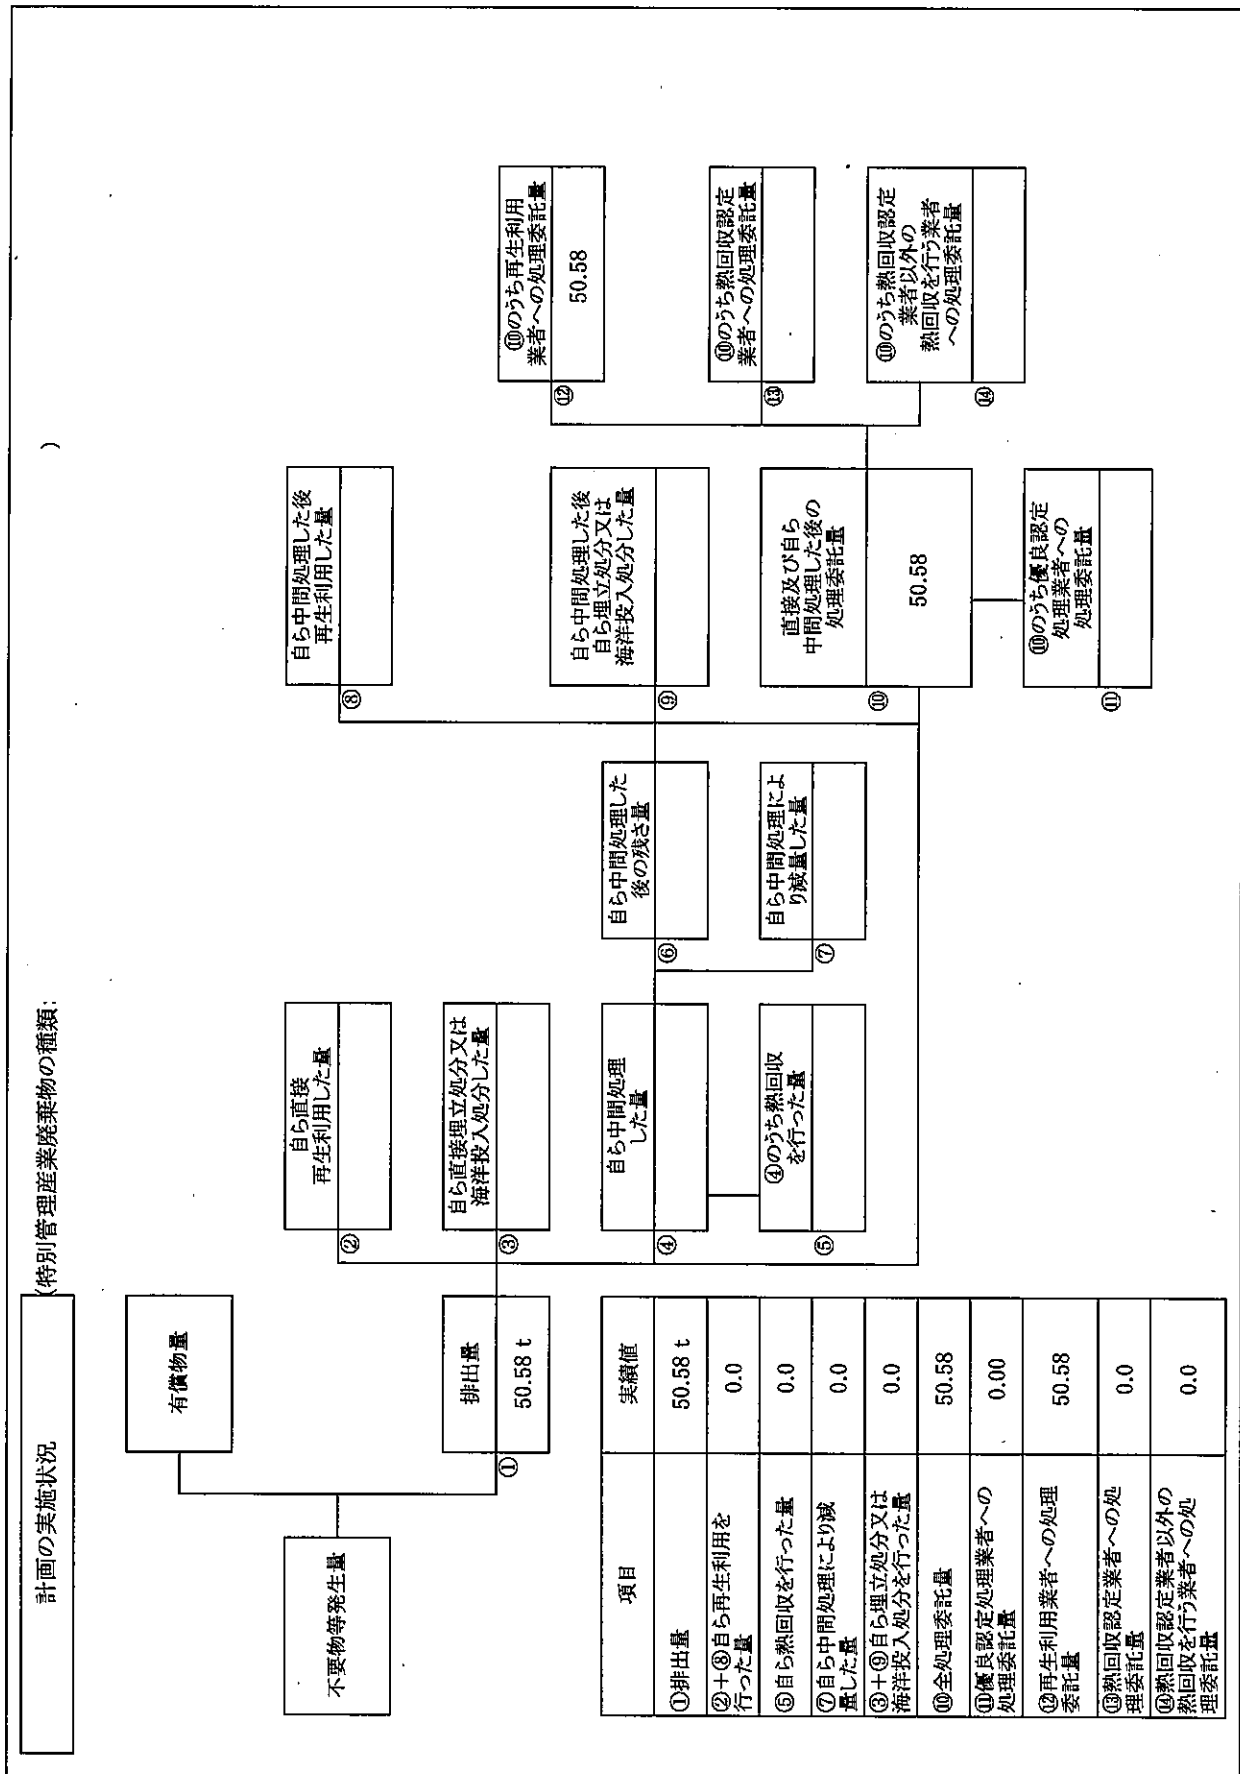 計画の実施状況
(特別管理産業廃棄物の種類:
)
不要物等発生量
有償物量
①
排出量
50.58 t
②
自ら直接
再生利用した量
③
自ら直接埋立処分又は
海洋投入処分した量
④
自ら中間処理
した量
⑤
④のうち熱回収
を行った量
⑥
自ら中間処理した
後の残さ量
⑦
自ら中間処理によ
り減量した量
⑧
自ら中間処理した後
再生利用した量
⑨
自ら中間処理した後
自ら埋立処分又は
海洋投入処分した量
⑩
直接及び自ら
中間処理した後の
処理委託量
50.58
⑪
⑩のうち優良認定
処理業者への
処理委託量
⑫
⑩のうち再生利用
業者への処理委託量
50.58
⑬
⑩のうち熱回収認定
業者への処理委託量
⑭
⑩のうち熱回収認定
業者以外の
熱回収を行う業者
への処理委託量
項目 実績値
①排出量 50.58 t
②+⑧自ら再生利用を
行った量 0.0
⑤自ら熱回収を行った量 0.0
⑦自ら中間処理により減
量した量 0.0
③+⑨自ら埋立処分又は
海洋投入処分を行った量 0.0
⑩全処理委託量 50.58
⑪優良認定処理業者への
処理委託量 0.00
⑫再生利用業者への処理
委託量 50.58
⑬熱回収認定業者への処
理委託量 0.0
⑭熱回収認定業者以外の
熱回収を行う業者への処
理委託量 0.0